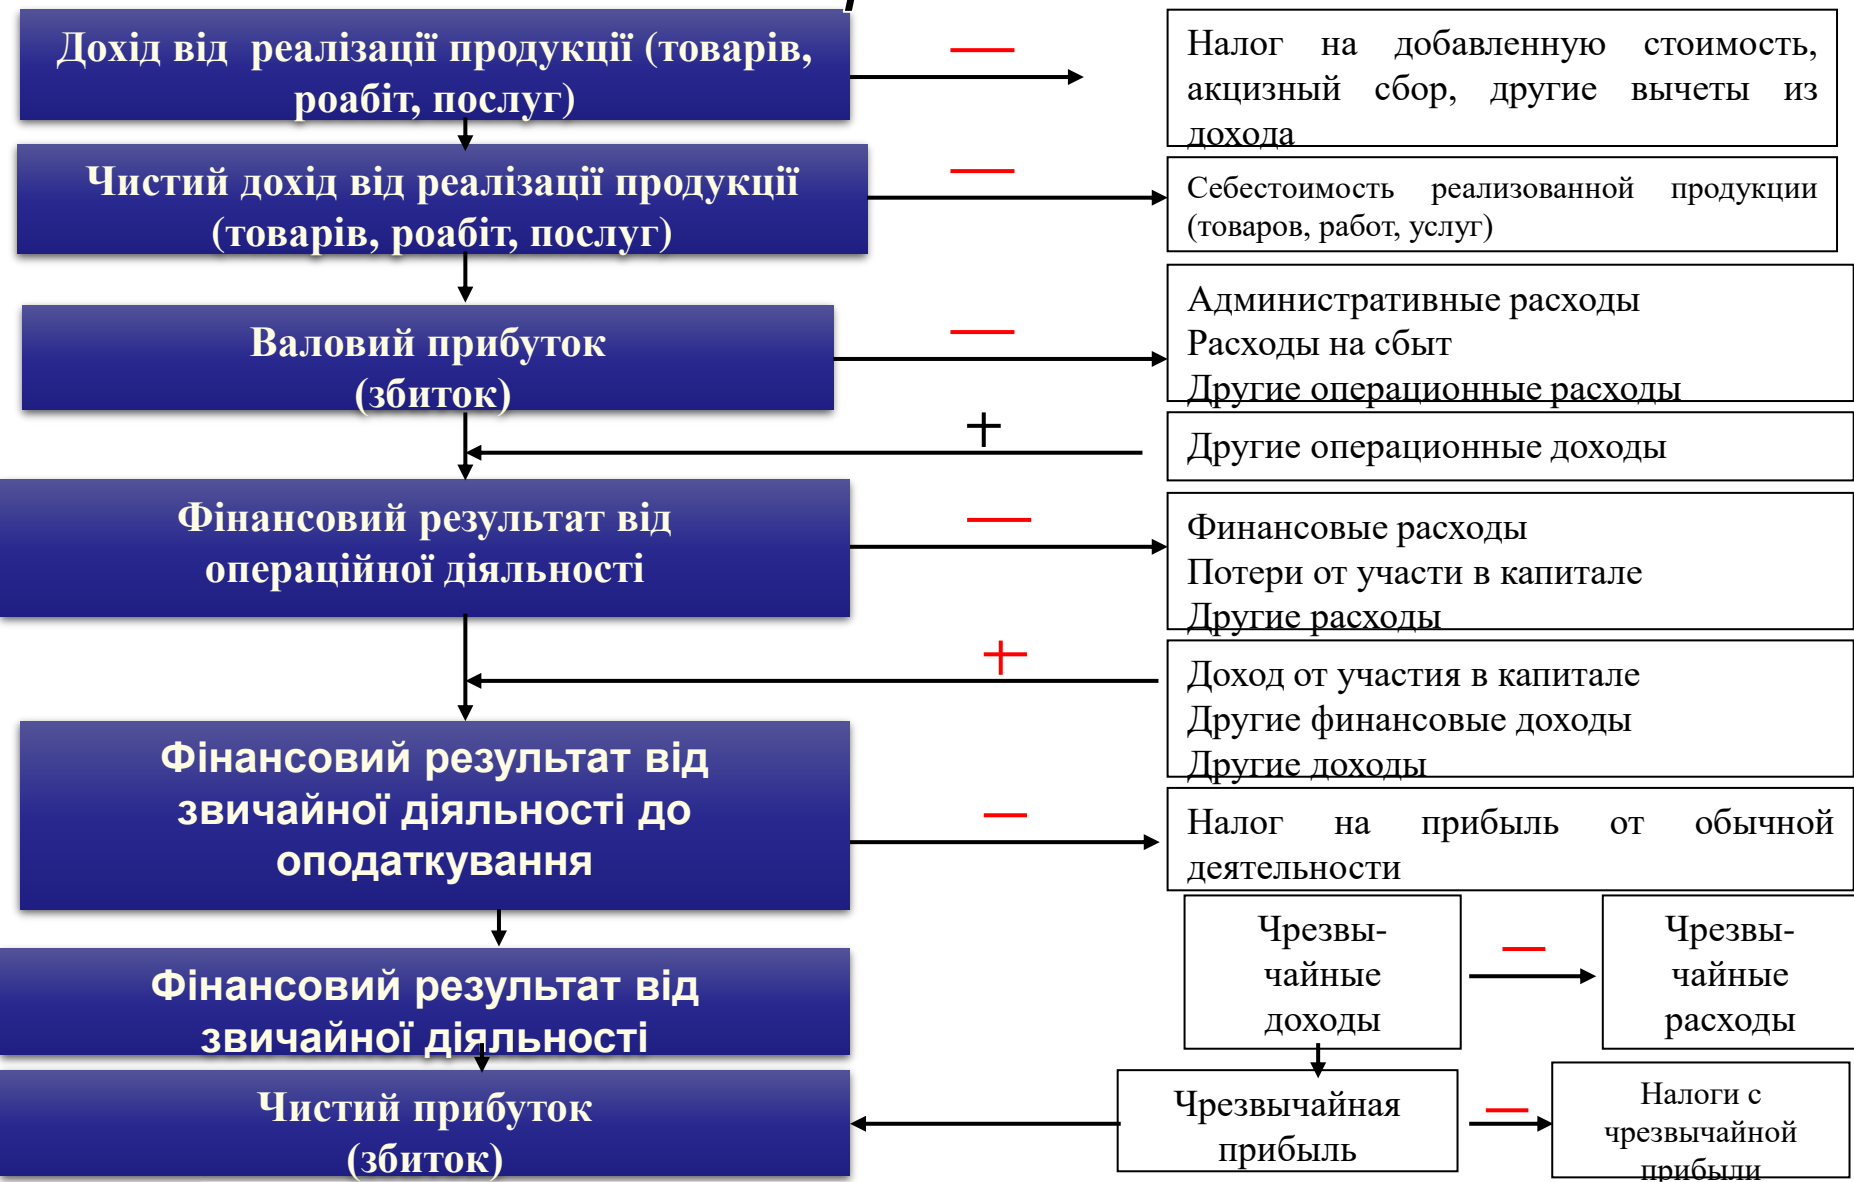 Дохід від реалізації продукції (товарів,
роабіт, послуг)
Налог на добавленную стоимость,
акцизный сбор, другие вычеты из
дохода
Чистий дохід від реалізації продукції
(товарів, роабіт, послуг)
Себестоимость реализованной продукции
(товаров, работ, услуг)
Валовий прибуток
(збиток)
Административные расходы
Расходы на сбыт
Другие операционные расходы
Другие операционные доходы
Фінансовий результат від
операційної діяльності
Финансовые расходы
Потери от участи в капитале
Другие расходы
Доход от участия в капитале
Другие финансовые доходы
Другие доходы
Фінансовий результат від
звичайної діяльності до
оподаткування
Налог на прибыль от обычной
деятельности
Фінансовий результат від
звичайної діяльності
Чрезвы-
чайные
доходы
Чрезвы-
чайные
расходы
Чистий прибуток
(збиток)
Чрезвычайная
прибыль
Налоги с
чрезвычайной
прибыли